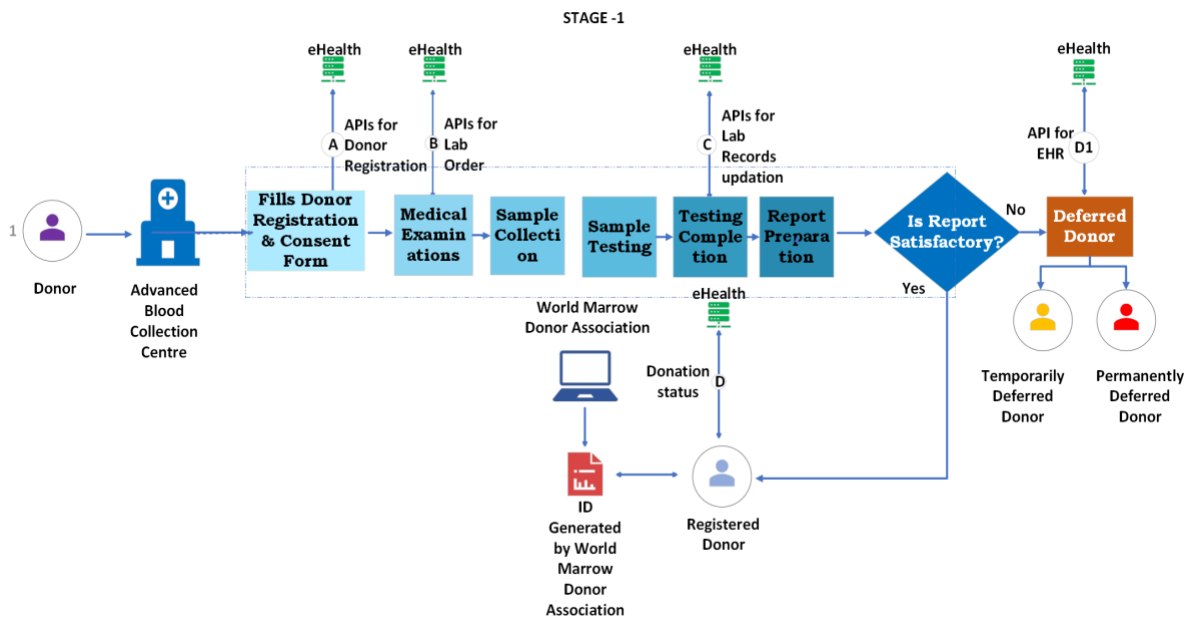 STAGE -1
eHealth
eHealth
eHealth
eHealth
A
APIs for
Donor
Registration
B
APIs for
Lab
Order
C
APIs for
Lab
Records
updation
API for
EHR
D1
1
Donor
Advanced
Blood
Collection
Centre
Fills Donor
Registration
& Consent
Form
Medical
Examin
ations
Sample
Collecti
on
Sample
Testing
Testing
Comple
tion
Report
Prepara
tion
Is Report
Satisfactory?
No
Yes
Deferred
Donor
Temporarily
Deferred
Donor
Permanently
Deferred
Donor
World Marrow
Donor Association
eHealth
Donation
status
D
Registered
Donor
ID
Generated
by World
Marrow
Donor
Association